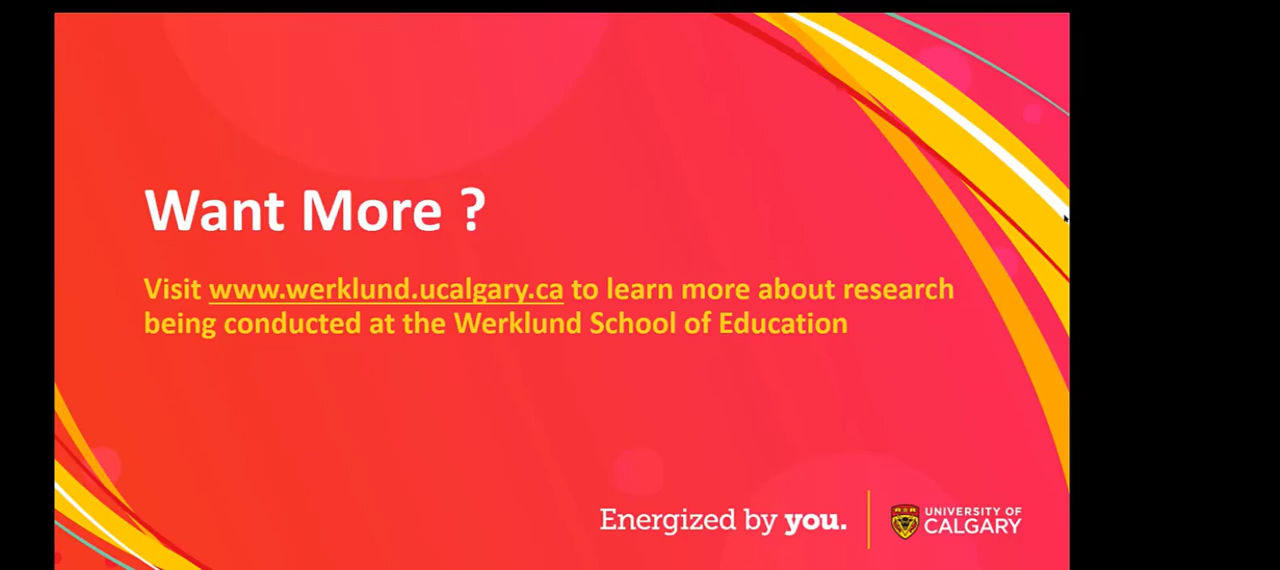 Want More ?
Visit www.werklund.ucalgary.ca to learn more about research
being conducted at the Werklund School of Education
Energized by you.
UNIVERSITY OF
CALGARY